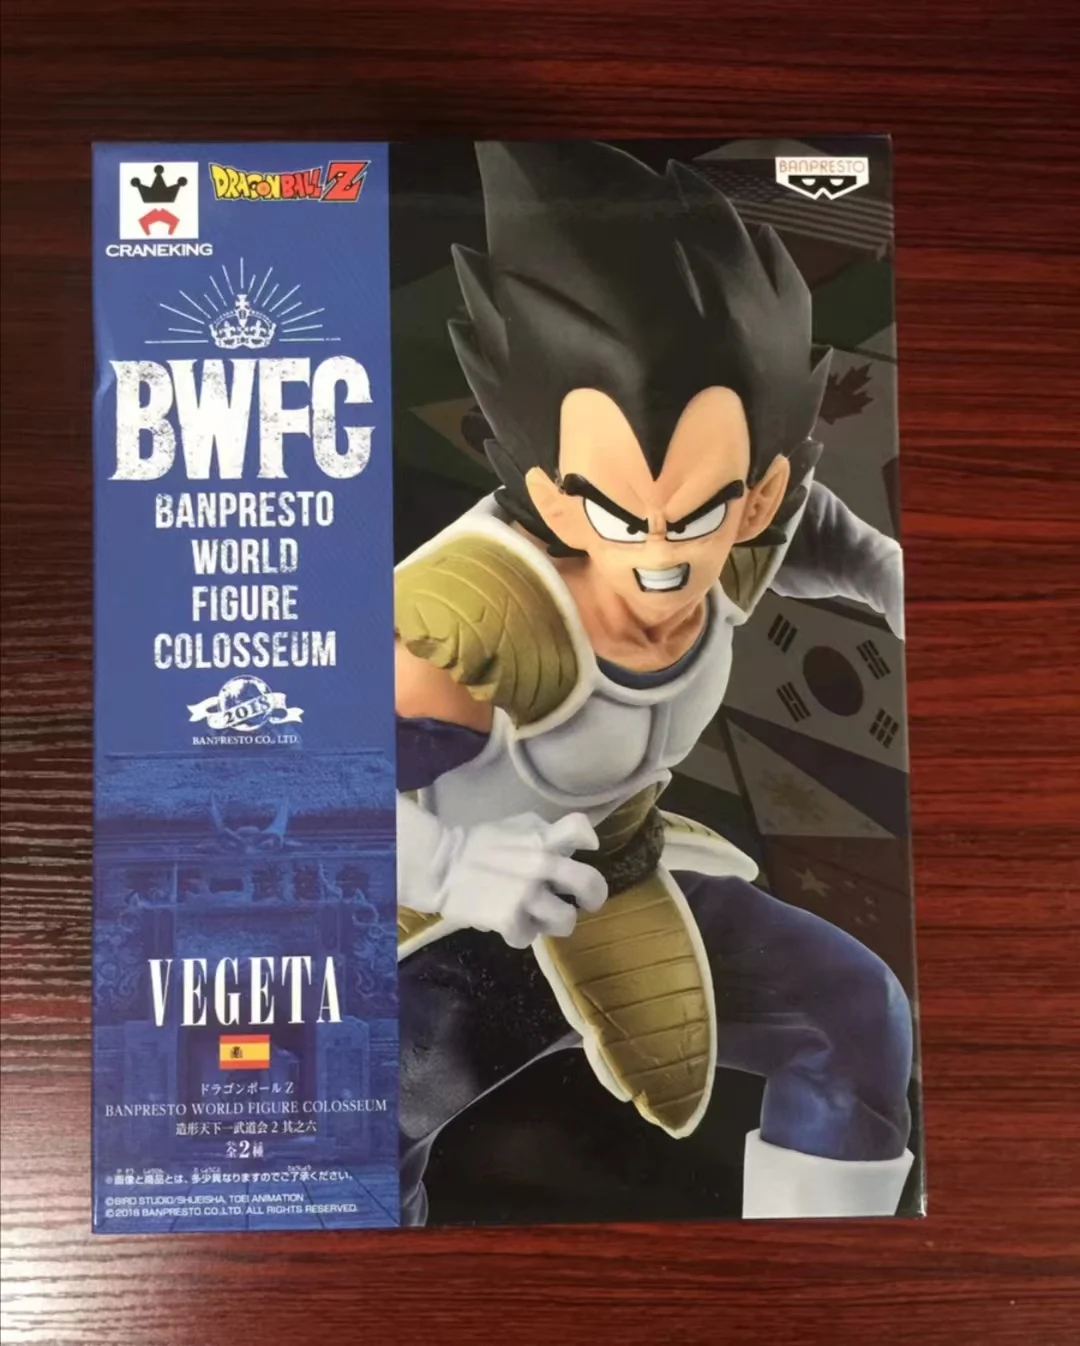 CRANEKING
DRAGONBALL Z
BANPRESTO
BWFC
BANPRESTO
WORLD
FIGURE
COLOSSEUM
2018
BANPRESTO CO., LTD.
VEGETA
ドラゴンボールZ
BANPRESTO WORLD FIGURE COLOSSEUM
造形天下一武道会2 其之六
全2種
※画像と商品とは、多少異なりますのでご了承ください。
©BIRD STUDIO/SHUEISHA, TOEI ANIMATION
©2018 BANPRESTO CO.,LTD. ALL RIGHTS RESERVED.